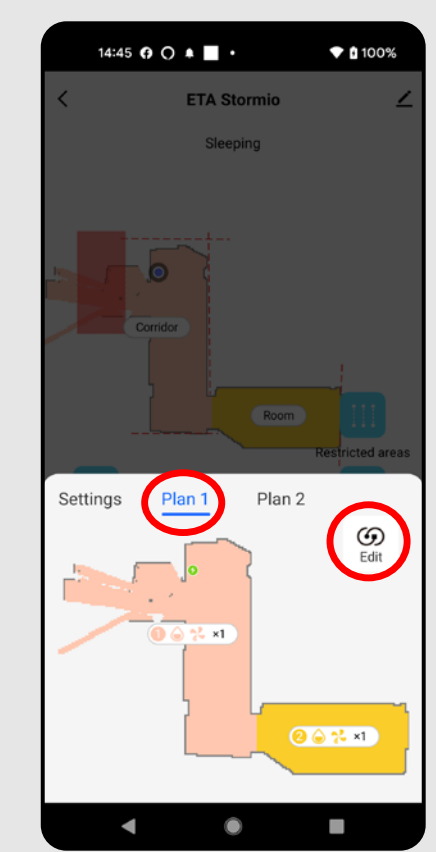 14:45
100%
ETA Stormio
Sleeping
Corridor
Room
Restricted areas
Settings Plan 1 Plan 2
Edit
1 ×1
2 ×1